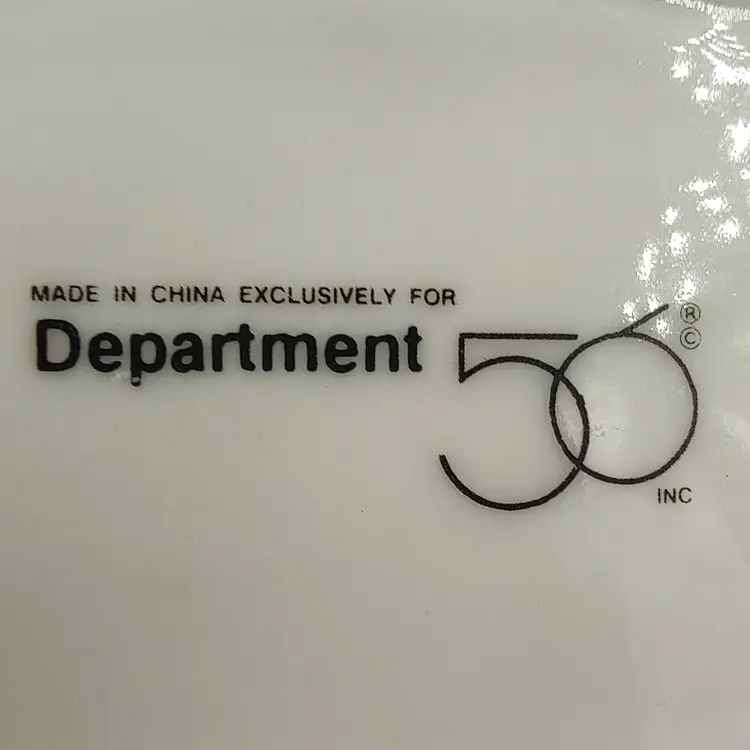 MADE IN CHINA EXCLUSIVELY FOR
Department 56 ® ©
INC